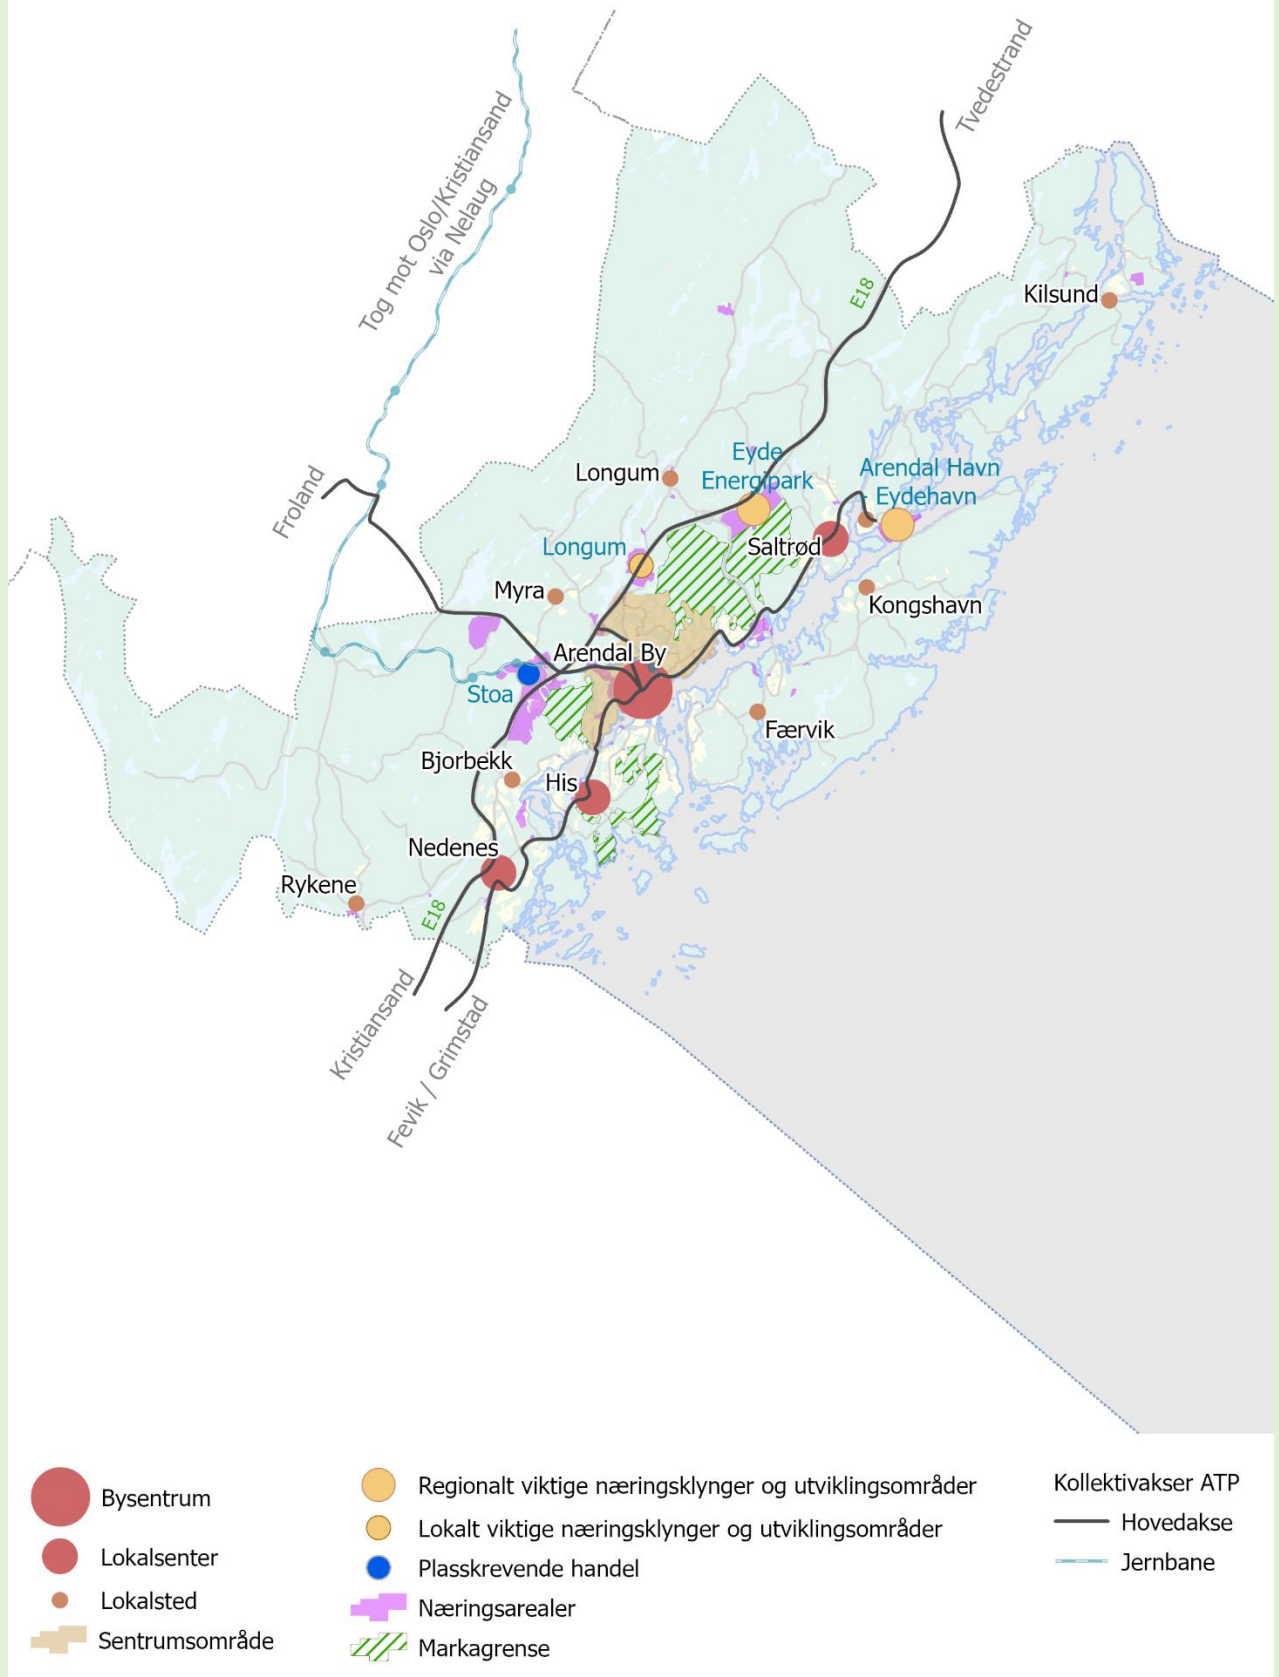 Tvedestrand
Tog mot Oslo/Kristiansand
via Nelaug
E18
Kilsund
Eyde
Energipark
Arendal Havn
Eydehavn
Longum
Froland
Longum
Saltrød
Myra
Kongshavn
Arendal By
Stoa
Færvik
Bjorbekk
His
Nedenes
Rykene
E18
Kristiansand
Fevik / Grimstad
Bysentrum
Lokalsenter
Lokalsted
Sentrumsområde
Regionalt viktige næringsklynger og utviklingsområder
Lokalt viktige næringsklynger og utviklingsområder
Plasskrevende handel
Næringsarealer
Markagrense
Kollektivakser ATP
Hovedakse
Jernbane